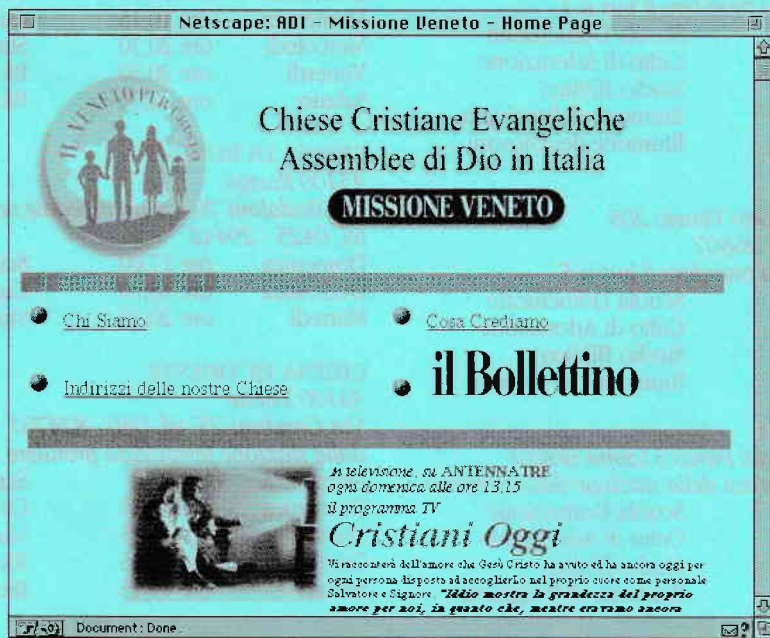 Netscape: ADI - Missione Veneto - Home Page
IL VENETO PER CRISTO
Chiese Cristiane Evangeliche
Assemblee di Dio in Italia
MISSIONE VENETO
Chi Siamo
Cosa Crediamo
Indirizzi delle nostre Chiese
il Bollettino
In televisione, su ANTENNATRE
ogni domenica alle ore 13,15
il programma TV
Cristiani Oggi
Vi racconterà dell'amore che Gesù Cristo ha avuto ed ha ancora oggi per
ogni persona disposta ad accoglierLo nel proprio cuore come personale
Salvatore e Signore. "Iddio mostra la grandezza del proprio
amore per noi, in quanto che, mentre eravamo ancora
Document: Done